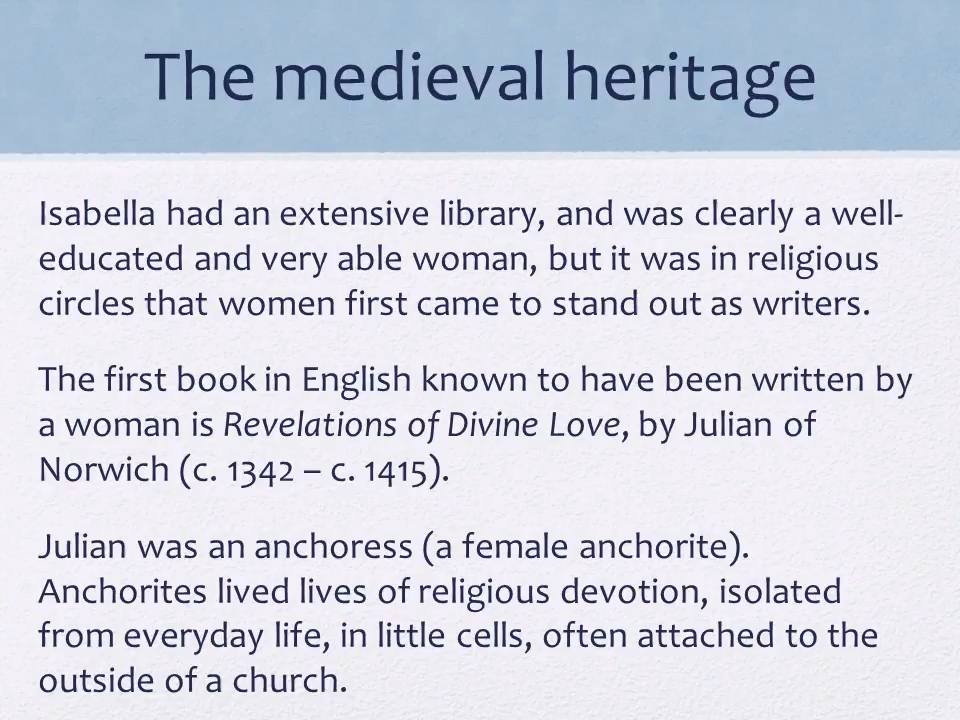 The medieval heritage
Isabella had an extensive library, and was clearly a well-
educated and very able woman, but it was in religious
circles that women first came to stand out as writers.
The first book in English known to have been written by
a woman is Revelations of Divine Love, by Julian of
Norwich (c. 1342 – c. 1415).
Julian was an anchoress (a female anchorite).
Anchorites lived lives of religious devotion, isolated
from everyday life, in little cells, often attached to the
outside of a church.